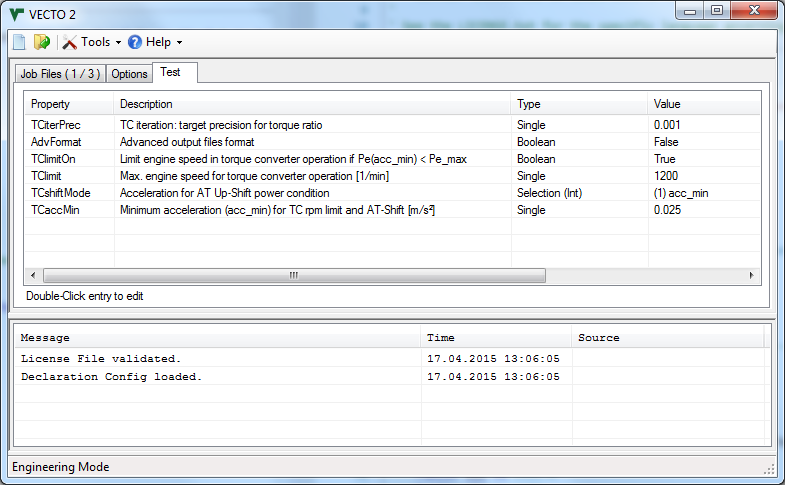 VECTO 2
Tools Help
Job Files ( 1 / 3 ) Options Test
Property Description Type Value
TCiterPrec TC iteration: target precision for torque ratio Single 0.001
AdvFormat Advanced output files format Boolean False
TClimitOn Limit engine speed in torque converter operation if Pe(acc_min) < Pe_max Boolean True
TClimit Max. engine speed for torque converter operation [1/min] Single 1200
TCshiftMode Acceleration for AT Up-Shift power condition Selection (Int) (1) acc_min
TCaccMin Minimum acceleration (acc_min) for TC rpm limit and AT-Shift [m/s²] Single 0.025
Double-Click entry to edit
Message Time Source
License File validated. 17.04.2015 13:06:05
Declaration Config loaded. 17.04.2015 13:06:05
Engineering Mode